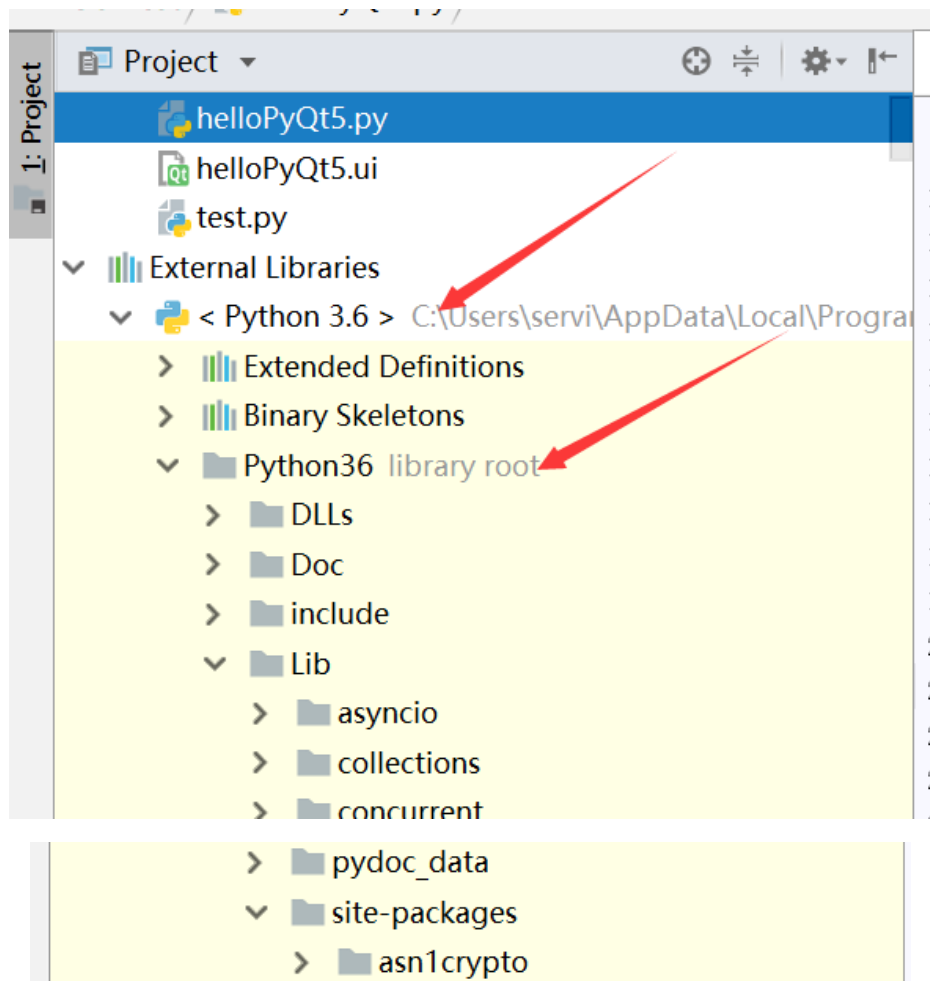 Project
1: Project
helloPyQt5.py
helloPyQt5.ui
test.py
External Libraries
< Python 3.6 > C:\Users\servi\AppData\Local\Program
Extended Definitions
Binary Skeletons
Python36 library root
DLLs
Doc
include
Lib
asyncio
collections
concurrent
pydoc_data
site-packages
asn1crypto